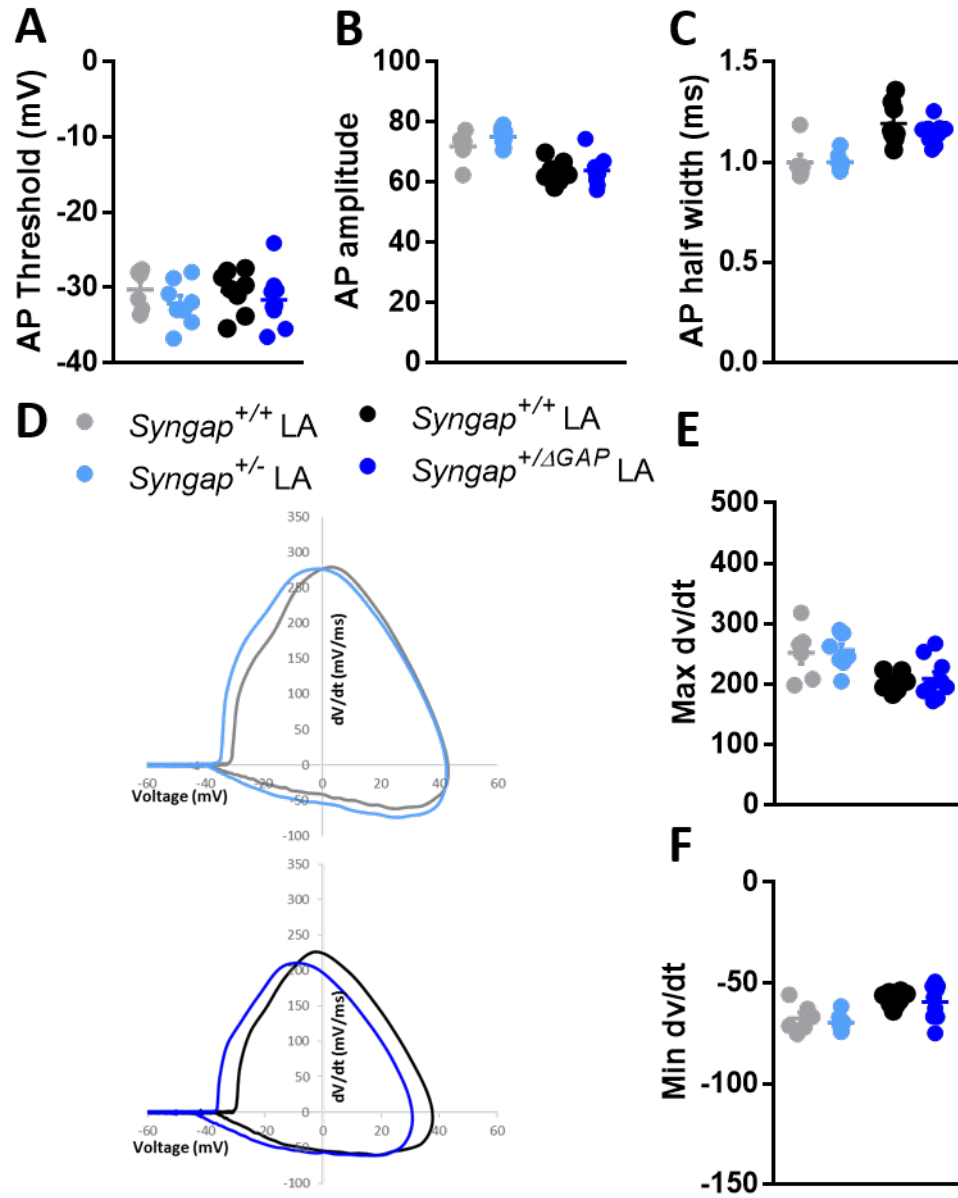 A
AP Threshold (mV)
0
-10
-20
-30
-40
B
AP amplitude
100
80
60
40
20
0
C
AP half width (ms)
1.5
1.0
0.5
0.0
D
Syngap+/+ LA
Syngap+/+ LA
Syngap+/- LA
Syngap+/ΔGAP LA
350
300
250
200
150
100
50
0
-50
-100
dV/dt (mV/ms)
-60 -40 -20 0 20 40 60
Voltage (mV)
350
300
250
200
150
100
50
0
-50
-100
dV/dt (mV/ms)
-60 -40 -20 0 20 40 60
Voltage (mV)
E
Max dv/dt
500
400
300
200
100
0
F
Min dv/dt
0
-50
-100
-150